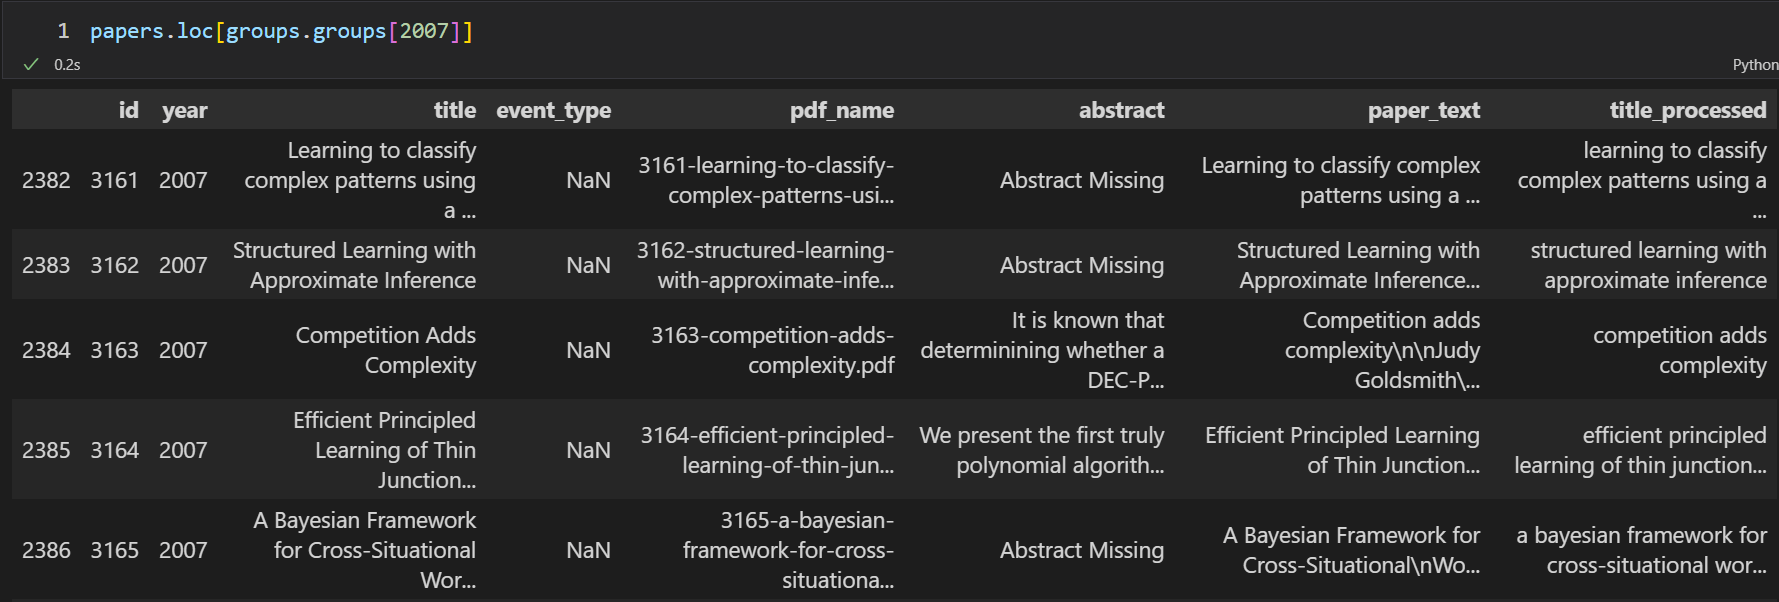 1 papers.loc[groups.groups[2007]]
0.2s
Python
id year title event_type pdf_name abstract paper_text title_processed
2382 3161 2007 Learning to classify complex patterns using a ... NaN 3161-learning-to-classify-complex-patterns-usi... Abstract Missing Learning to classify complex patterns using a ... learning to classify complex patterns using a ...
2383 3162 2007 Structured Learning with Approximate Inference NaN 3162-structured-learning-with-approximate-infe... Abstract Missing Structured Learning with Approximate Inference... structured learning with approximate inference
2384 3163 2007 Competition Adds Complexity NaN 3163-competition-adds-complexity.pdf It is known that determinining whether a DEC-P... Competition adds complexity\n\nJudy Goldsmith\... competition adds complexity
2385 3164 2007 Efficient Principled Learning of Thin Junction... NaN 3164-efficient-principled-learning-of-thin-jun... We present the first truly polynomial algorith... Efficient Principled Learning of Thin Junction... efficient principled learning of thin junction...
2386 3165 2007 A Bayesian Framework for Cross-Situational Wor... NaN 3165-a-bayesian-framework-for-cross-situationa... Abstract Missing A Bayesian Framework for Cross-Situational\nWo... a bayesian framework for cross-situational wor...